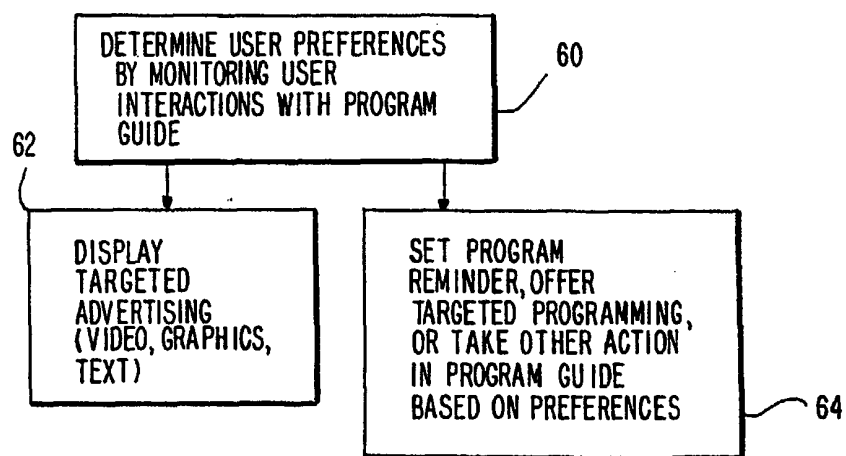 DETERMINE USER PREFERENCES
BY MONITORING USER
INTERACTIONS WITH PROGRAM
GUIDE
60
62
DISPLAY
TARGETED
ADVERTISING
(VIDEO, GRAPHICS,
TEXT)
SET PROGRAM
REMINDER, OFFER
TARGETED PROGRAMMING,
OR TAKE OTHER ACTION
IN PROGRAM GUIDE
BASED ON PREFERENCES
64